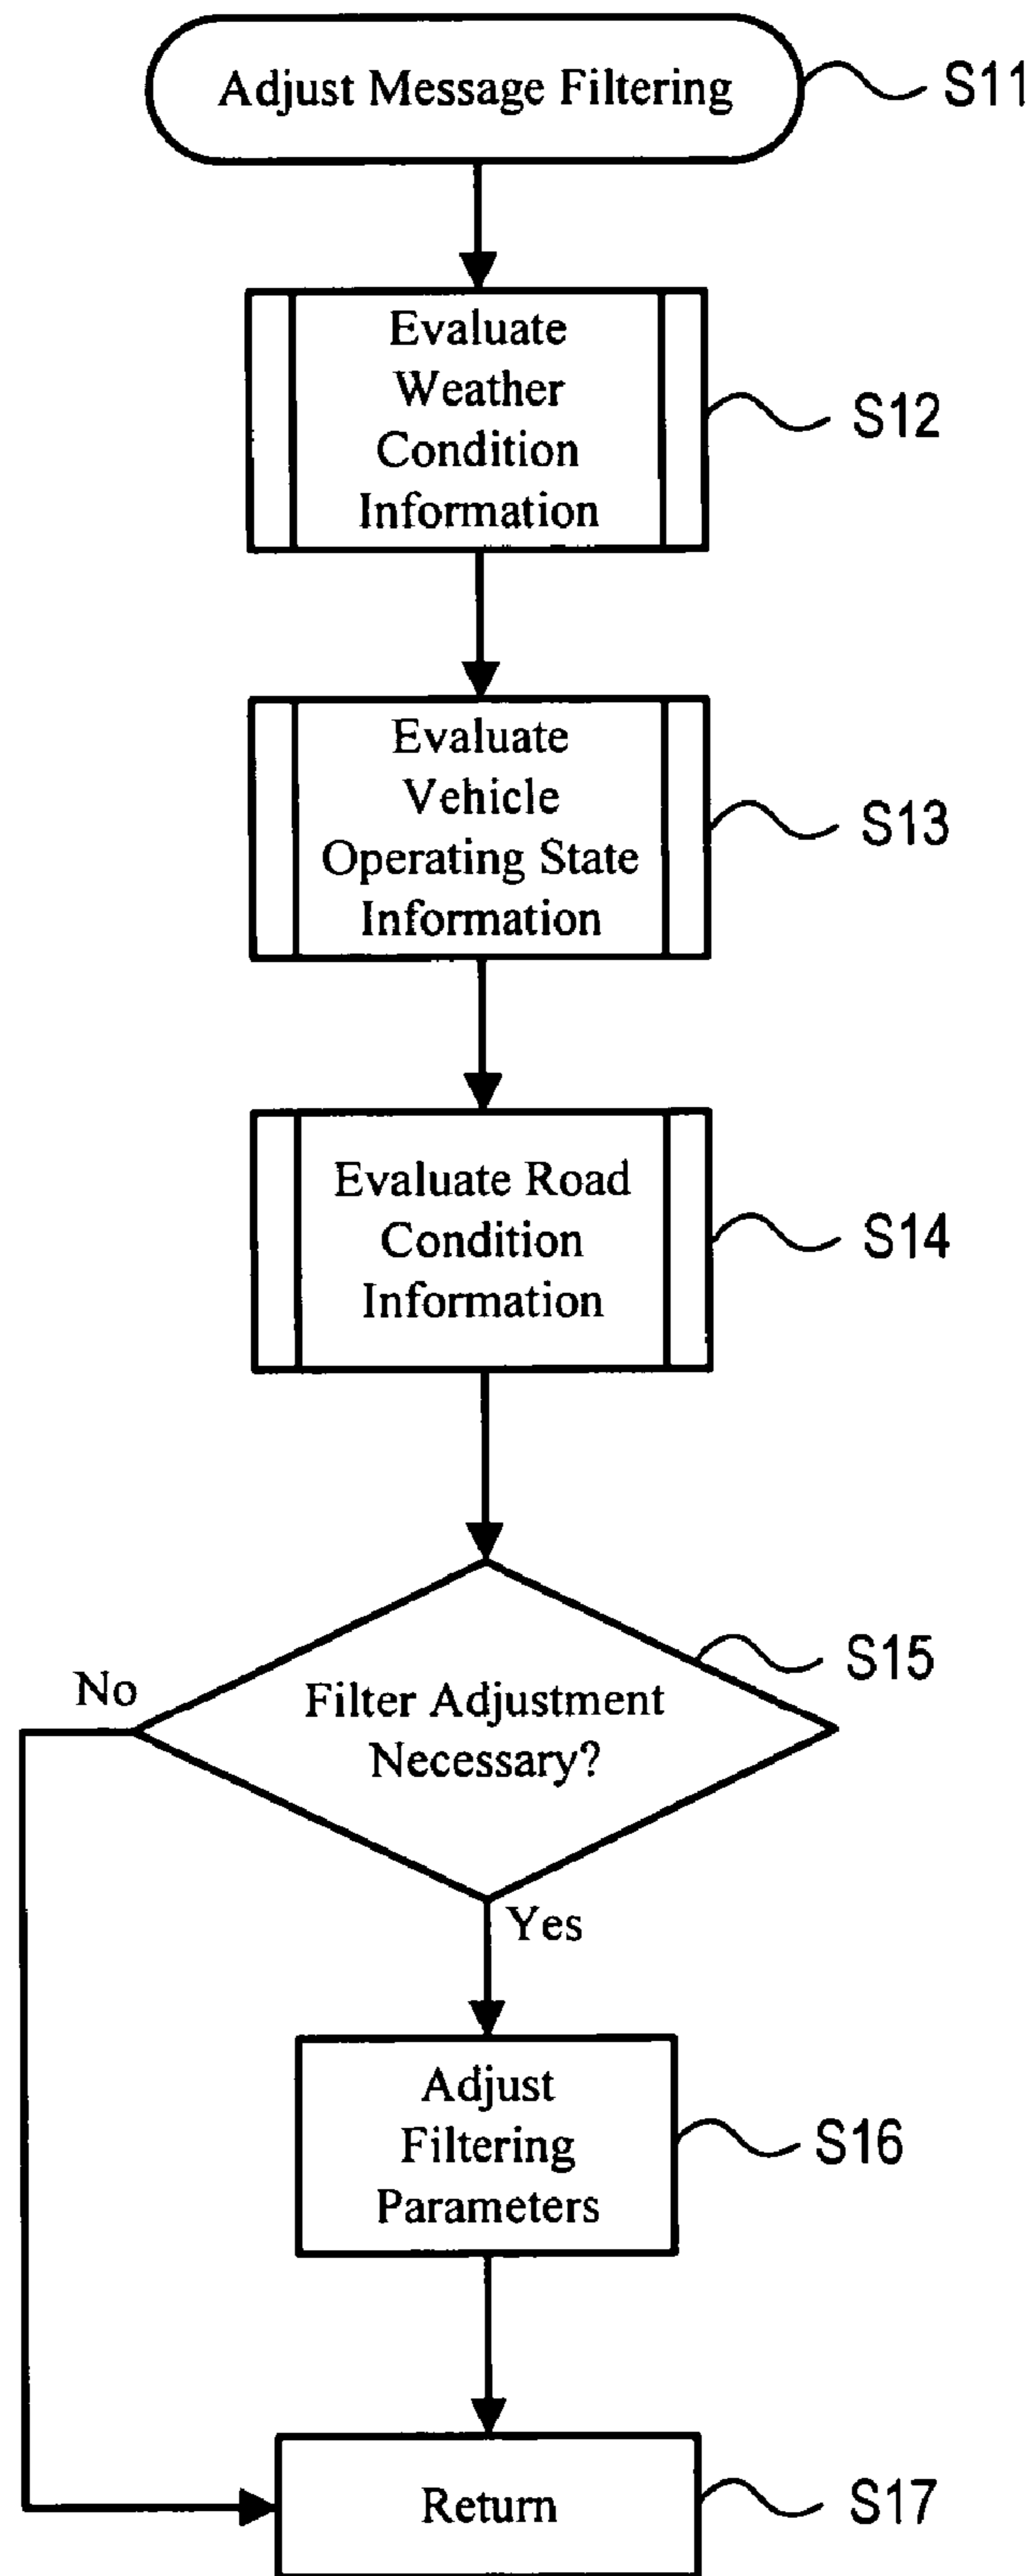 Adjust Message Filtering
S11
Evaluate
Weather
Condition
Information
S12
Evaluate
Vehicle
Operating State
Information
S13
Evaluate Road
Condition
Information
S14
S15
No
Filter Adjustment
Necessary?
Yes
Adjust
Filtering
Parameters
S16
Return
S17